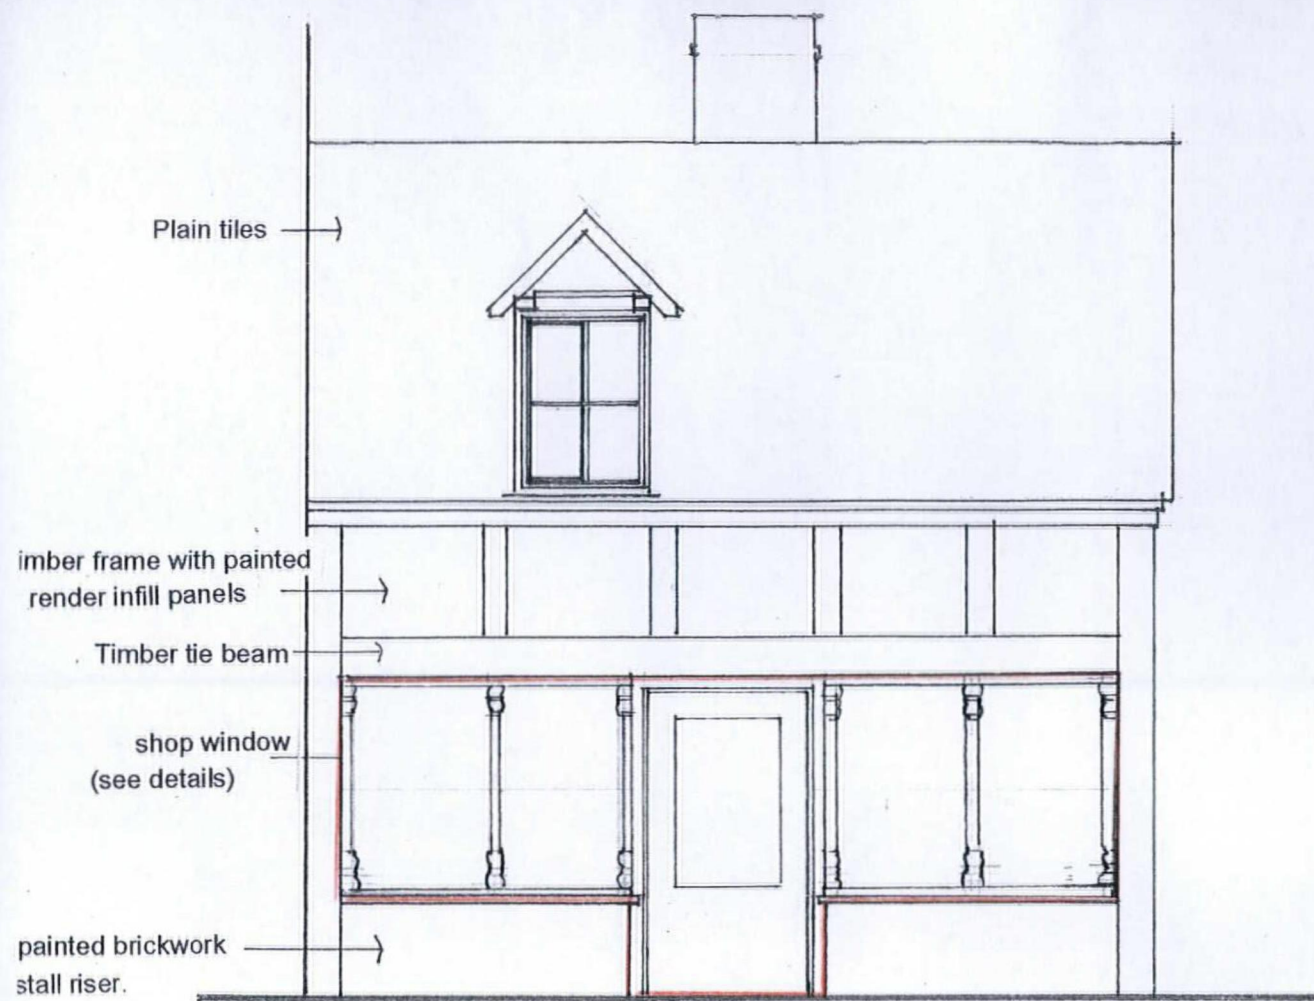 Plain tiles
imber frame with painted
render infill panels
Timber tie beam
shop window
(see details)
painted brickwork
stall riser.